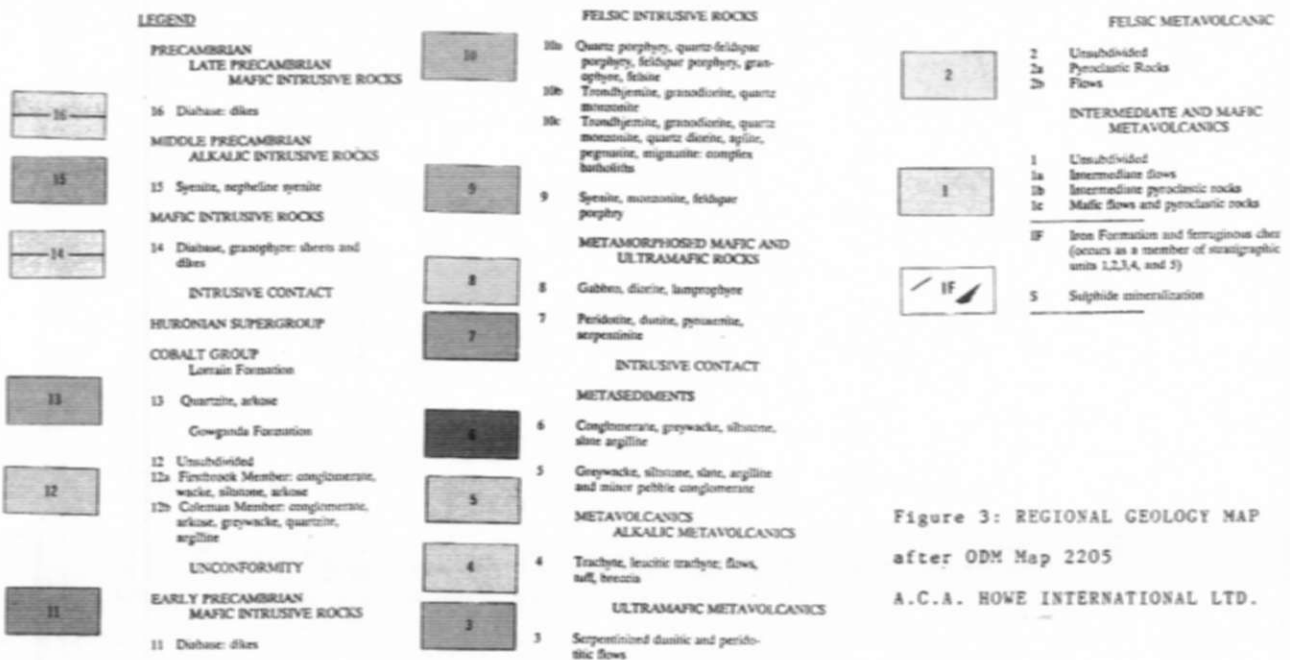 LEGEND
PRECAMBRIAN
LATE PRECAMBRIAN
MAFIC INTRUSIVE ROCKS
16
16 Diabase: dikes
MIDDLE PRECAMBRIAN
ALKALIC INTRUSIVE ROCKS
15
15 Syenite, nepheline syenite
MAFIC INTRUSIVE ROCKS
14
14 Diabase, granophyre: sheets and
dikes
INTRUSIVE CONTACT
HURONIAN SUPERGROUP
COBALT GROUP
Lorrain Formation
13
13 Quartzite, arkose
Gowganda Formation
12
12 Unsubdivided
12a Firstbrook Member: conglomerate,
wacke, siltstone, arkose
12b Coleman Member: conglomerate,
arkose, greywacke, quartzite,
argillite
UNCONFORMITY
EARLY PRECAMBRIAN
MAFIC INTRUSIVE ROCKS
11
11 Diabase: dikes
FELSIC INTRUSIVE ROCKS
10
10a Quartz porphyry, quartz-feldspar
porphyry, feldspar porphyry, gran-
ophyre, felsite
10b Trondhjemite, granodiorite, quartz
monzonite
10c Trondhjemite, granodiorite, quartz
monzonite, quartz diorite, aplite,
pegmatite, migmatite: complex
batholiths
9
9 Syenite, monzonite, feldspar
porphry
METAMORPHOSED MAFIC AND
ULTRAMAFIC ROCKS
8
8 Gabbro, diorite, lamprophyre
7
7 Peridotite, dunite, pyroxenite,
serpentinite
INTRUSIVE CONTACT
METASEDIMENTS
6
6 Conglomerate, greywacke, siltstone,
slate argillite
5
5 Greywacke, siltstone, slate, argillite
and minor pebble conglomerate
METAVOLCANICS
ALKALIC METAVOLCANICS
4
4 Trachyte, leucitic trachyte; flows,
tuff, breccia
ULTRAMAFIC METAVOLCANICS
3
3 Serpentinized dunitic and perido-
titic flows
FELSIC METAVOLCANIC
2
2 Unsubdivided
2a Pyroclastic Rocks
2b Flows
INTERMEDIATE AND MAFIC
METAVOLCANICS
1
1 Unsubdivided
1a Intermediate flows
1b Intermediate pyroclastic rocks
1c Mafic flows and pyroclastic rocks
IF
IF Iron Formation and ferruginous cher
(occurs as a member of stratigraphic
units 1,2,3,4, and 5)
S Sulphide mineralization
Figure 3: REGIONAL GEOLOGY MAP
after ODM Map 2205
A.C.A. HOWE INTERNATIONAL LTD.